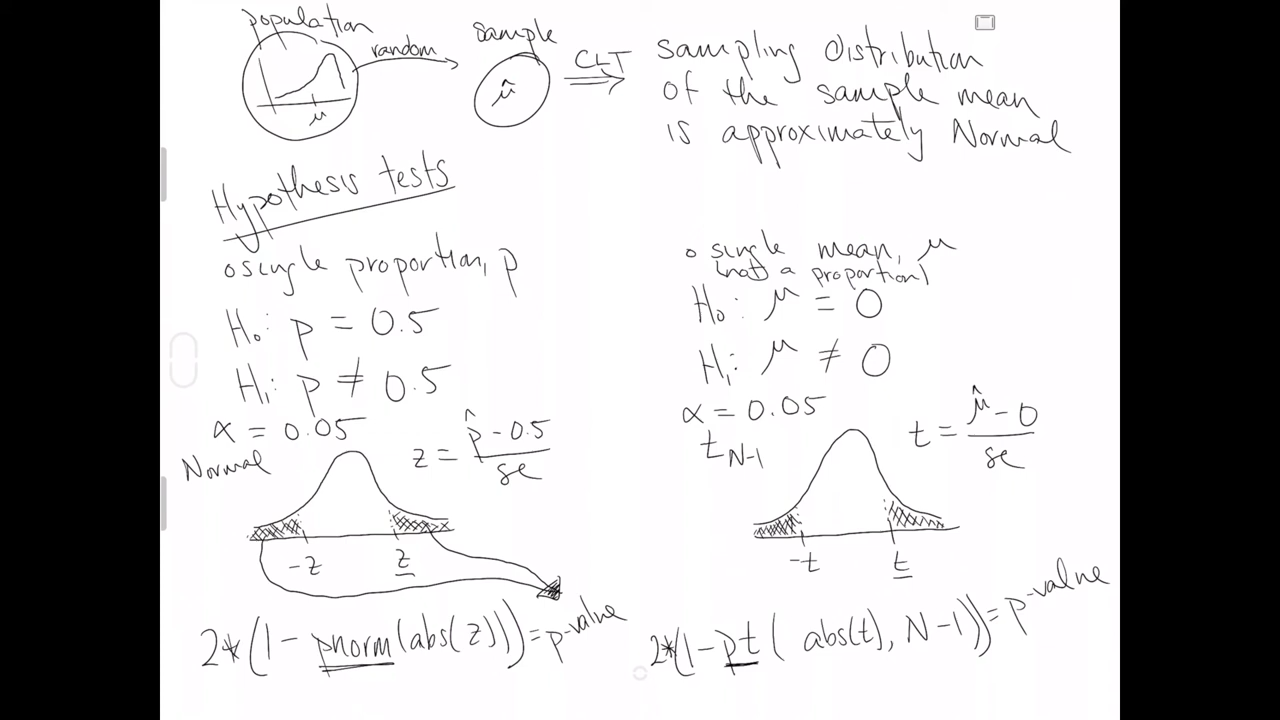 population
random
sample
μ
μ̂
CLT
sampling distribution
of the sample mean
is approximately Normal
Hypothesis tests
o single proportion, p
H₀: p = 0.5
H₁: p ≠ 0.5
α = 0.05
Normal
z = (p̂ - 0.5)/se
-z
z
2*(1- pnorm(abs(z))) = p-value
o single mean, μ
(not a proportion)
H₀: μ = 0
H₁: μ ≠ 0
α = 0.05
t N-1
t = (μ̂ - 0)/se
-t
t
2*(1- pt( abs(t), N-1)) = p-value